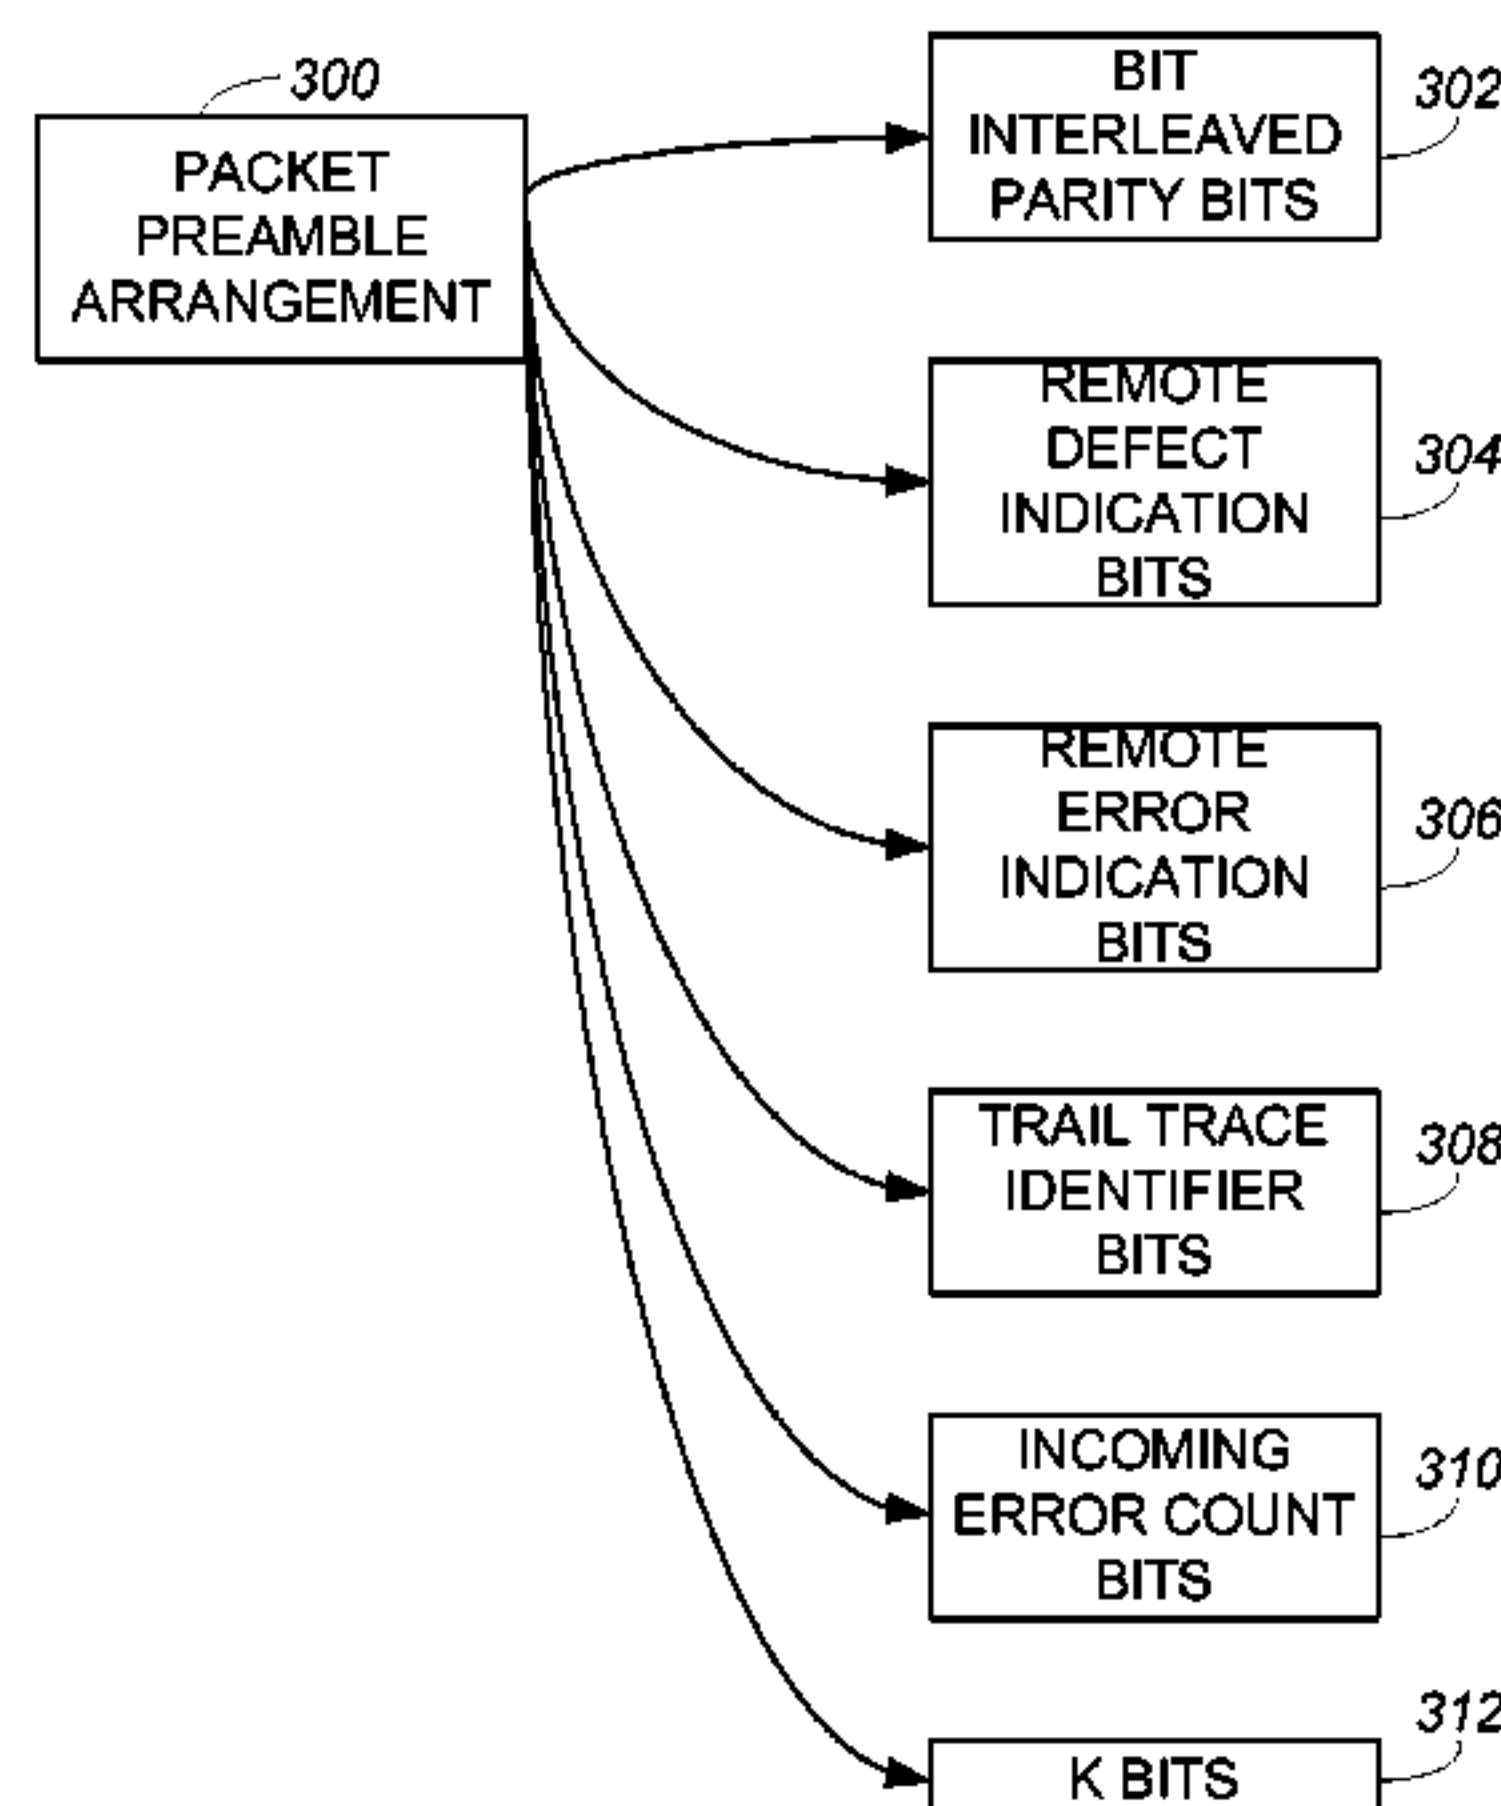 300
PACKET
PREAMBLE
ARRANGEMENT
BIT
INTERLEAVED
PARITY BITS
302
REMOTE
DEFECT
INDICATION
BITS
304
REMOTE
ERROR
INDICATION
BITS
306
TRAIL TRACE
IDENTIFIER
BITS
308
INCOMING
ERROR COUNT
BITS
310
K BITS
312